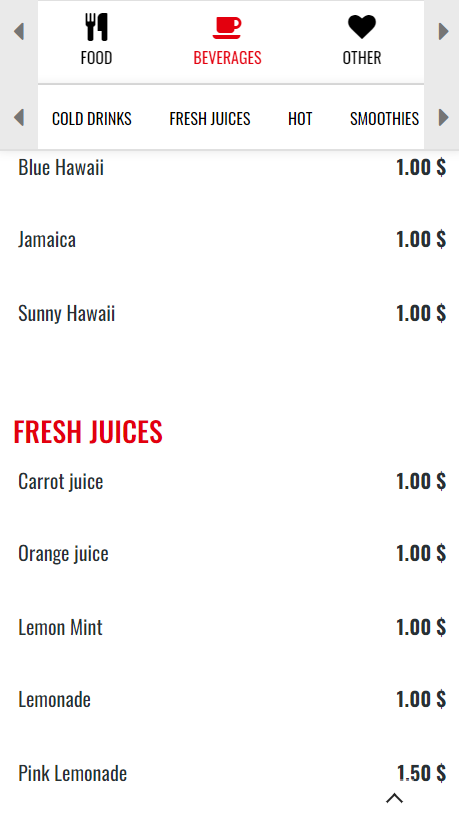 FOOD BEVERAGES OTHER
COLD DRINKS FRESH JUICES HOT SMOOTHIES
Blue Hawaii 1.00 $
Jamaica 1.00 $
Sunny Hawaii 1.00 $
FRESH JUICES
Carrot juice 1.00 $
Orange juice 1.00 $
Lemon Mint 1.00 $
Lemonade 1.00 $
Pink Lemonade 1.50 $